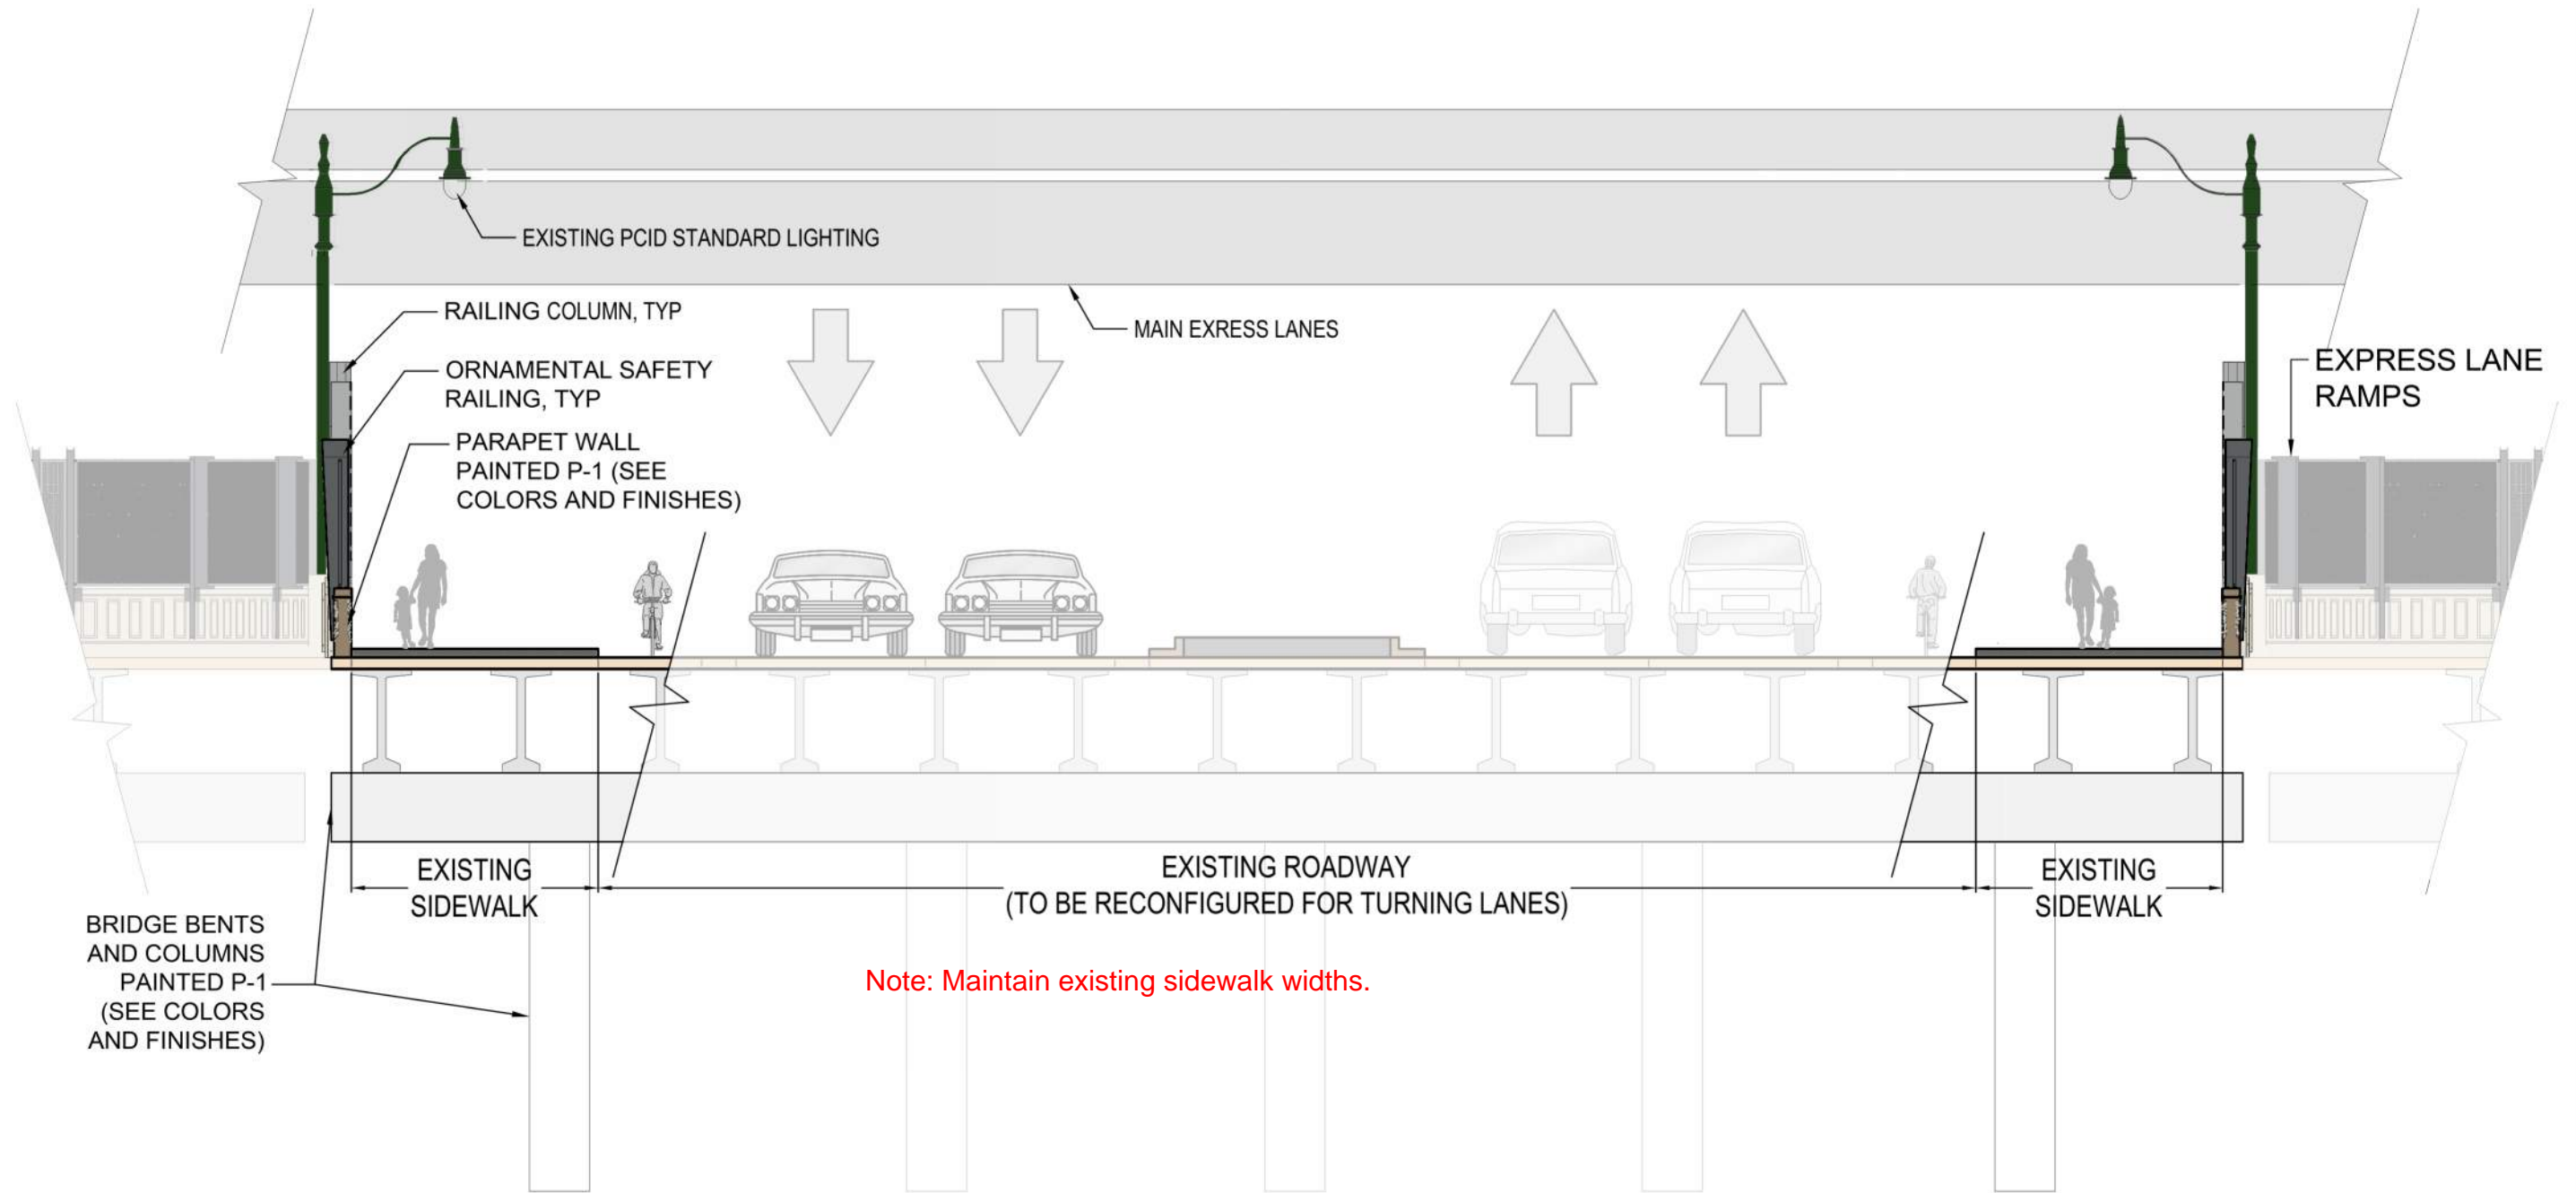 EXISTING PCID STANDARD LIGHTING
RAILING COLUMN, TYP
MAIN EXRESS LANES
ORNAMENTAL SAFETY
RAILING, TYP
EXPRESS LANE
RAMPS
PARAPET WALL
PAINTED P-1 (SEE
COLORS AND FINISHES)
EXISTING
SIDEWALK
EXISTING ROADWAY
(TO BE RECONFIGURED FOR TURNING LANES)
EXISTING
SIDEWALK
BRIDGE BENTS
AND COLUMNS
PAINTED P-1
(SEE COLORS
AND FINISHES)
Note: Maintain existing sidewalk widths.